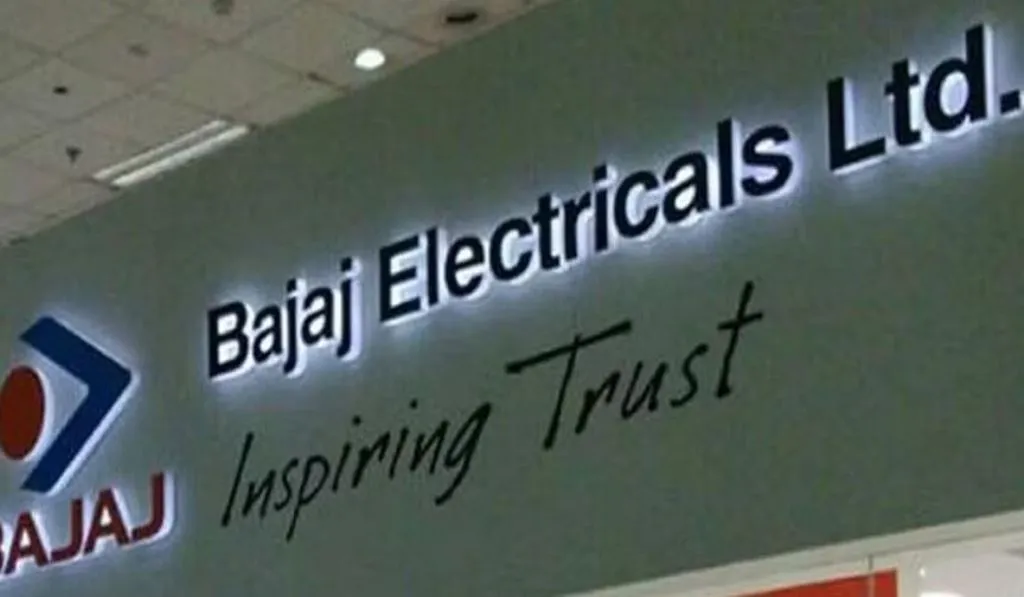 Bajaj Electricals Ltd.
Inspiring Trust
BAJAJ